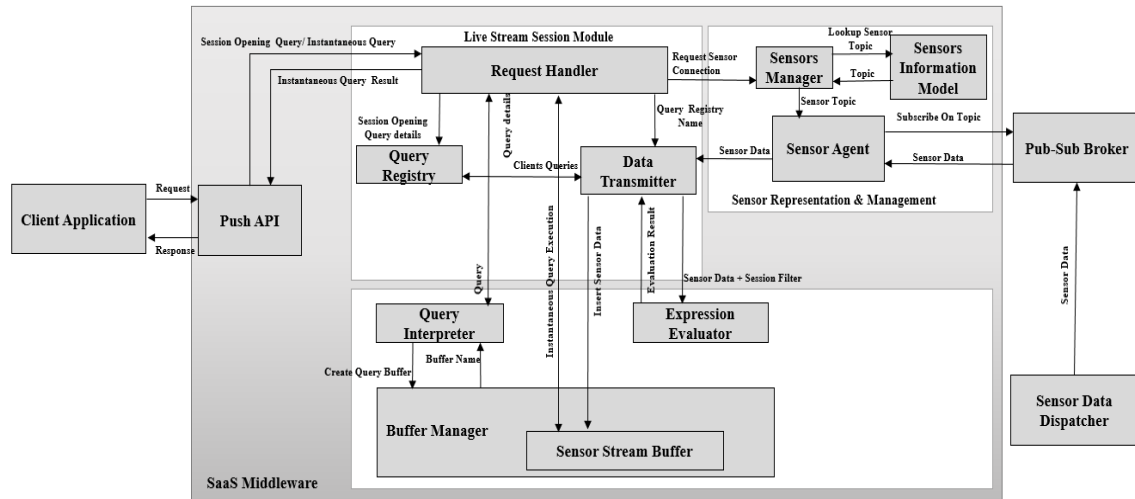 Live Stream Session Module
Session Opening Query/ Instantaneous Query
Request Handler
Instantaneous Query Result
Request Sensor
Connection
Sensors
Manager
Lookup Sensor
Topic
Topic
Sensors
Information
Model
Session Opening
Query details
Query details
Query Registry
Name
Sensor Topic
Subscribe On Topic
Query
Registry
Clients Queries
Data
Transmitter
Sensor Data
Sensor Agent
Sensor Data
Pub-Sub Broker
Sensor Representation & Management
Client Application
Request
Response
Push API
Query
Instantaneous Query Execution
Insert Sensor Data
Evaluation Result
Sensor Data + Session Filter
Sensor Data
Query
Interpreter
Expression
Evaluator
Create Query Buffer
Buffer Name
Buffer Manager
Sensor Stream Buffer
Sensor Data
Dispatcher
SaaS Middleware